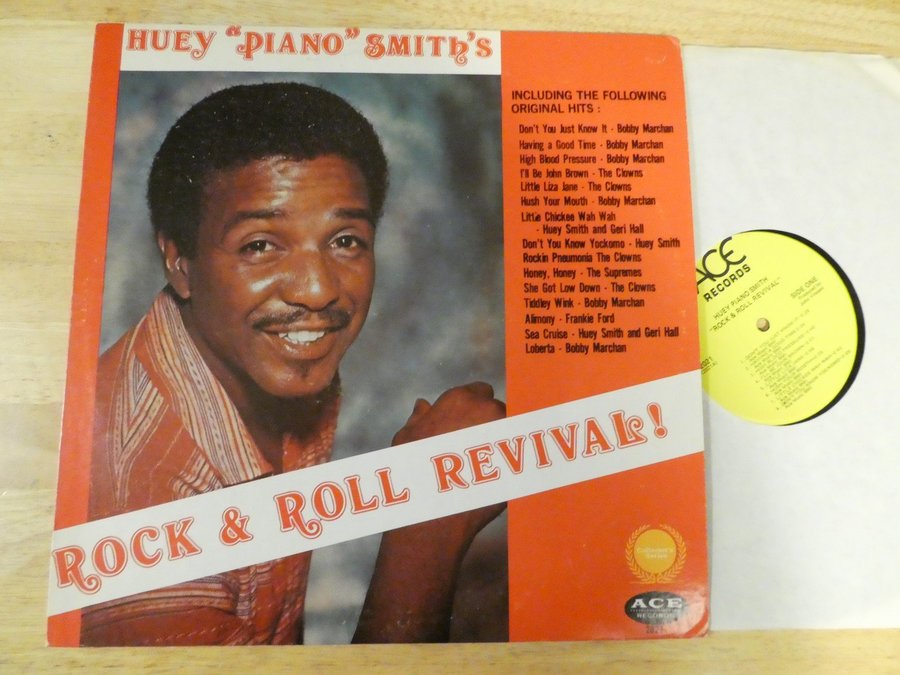 HUEY "PIANO" SMITH'S
INCLUDING THE FOLLOWING
ORIGINAL HITS :
Don't You Just Know It - Bobby Marchan
Having a Good Time - Bobby Marchan
High Blood Pressure - Bobby Marchan
I'll Be John Brown - The Clowns
Little Liza Jane - The Clowns
Hush Your Mouth - Bobby Marchan
Little Chickee Wah Wah
- Huey Smith and Geri Hall
Don't You Know Yockomo - Huey Smith
Rockin Pneumonia The Clowns
Honey, Honey - The Supremes
She Got Low Down - The Clowns
Tiddley Wink - Bobby Marchan
Alimony - Frankie Ford
Sea Cruise - Huey Smith and Geri Hall
Loberta - Bobby Marchan
ROCK & ROLL REVIVAL!
Collector's
Series
ACE
RECORDS
ACE
RECORDS
HUEY PIANO SMITH
"ROCK & ROLL REVIVAL"
SIDE ONE